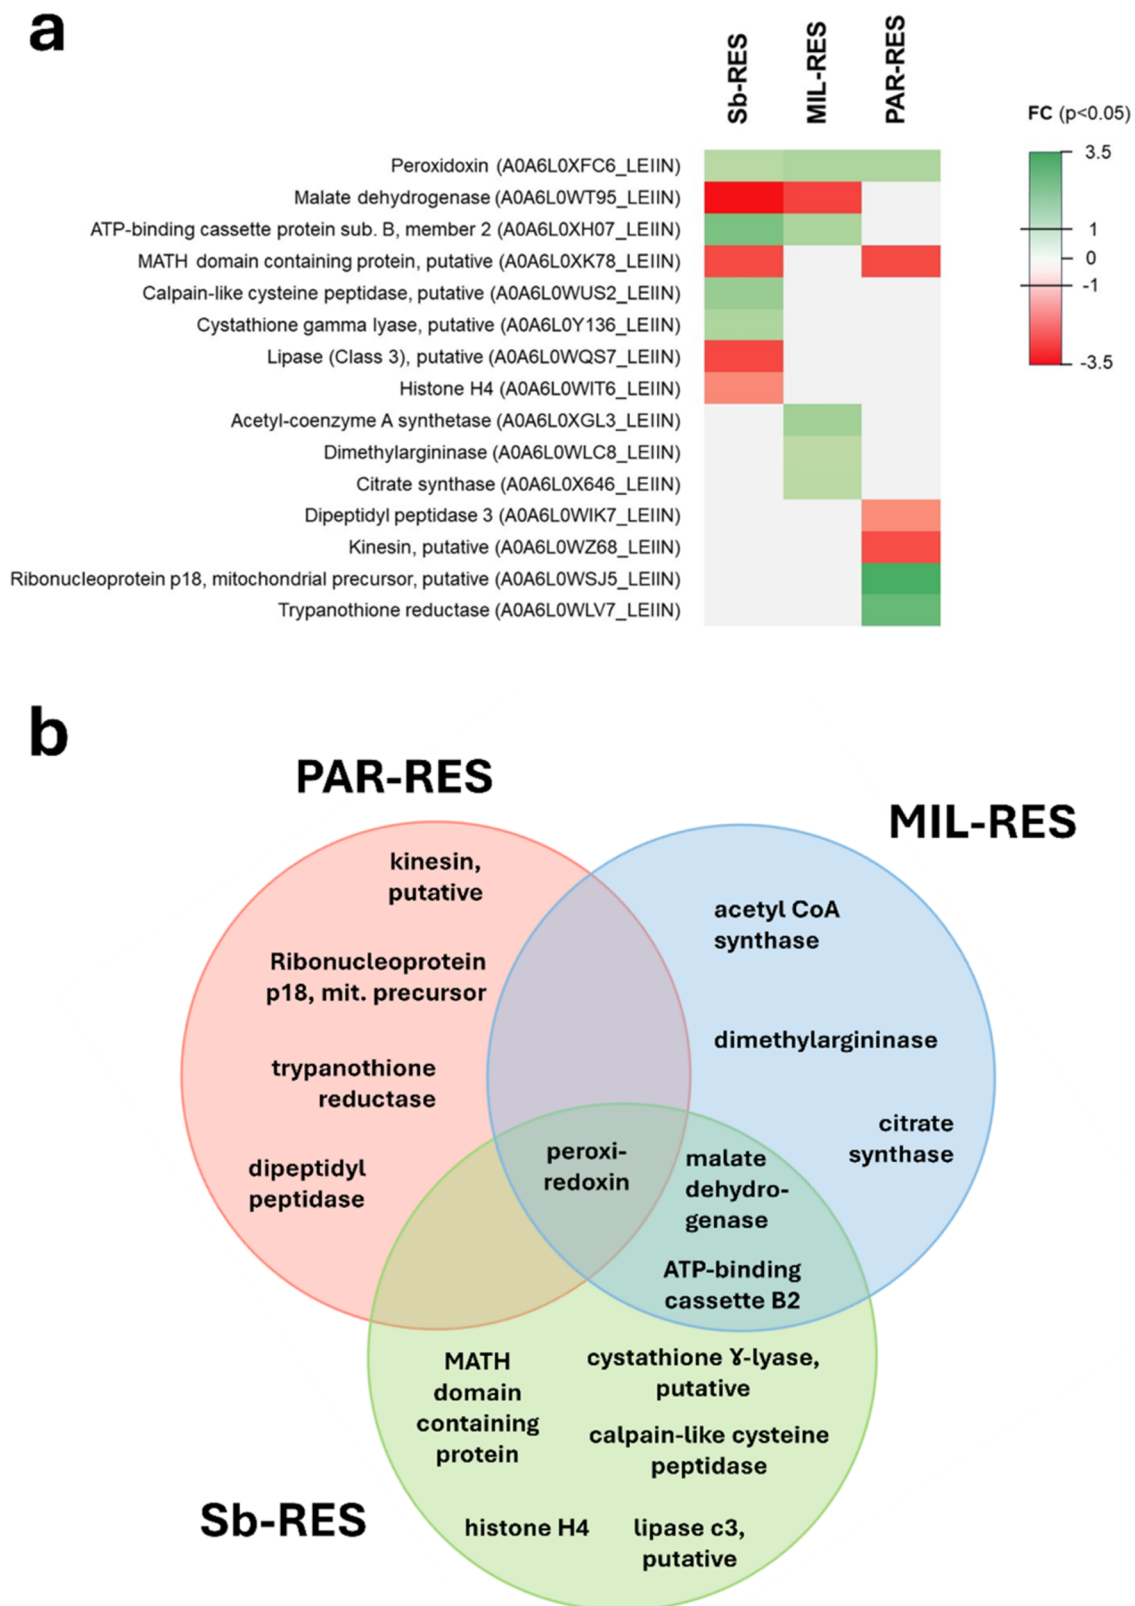 a
Sb-RES
MIL-RES
PAR-RES
FC (p<0.05)
3.5
1
0
-1
-3.5
Peroxidoxin (A0A6L0XFC6_LEIIN)
Malate dehydrogenase (A0A6L0WT95_LEIIN)
ATP-binding cassette protein sub. B, member 2 (A0A6L0XH07_LEIIN)
MATH domain containing protein, putative (A0A6L0XK78_LEIIN)
Calpain-like cysteine peptidase, putative (A0A6L0WUS2_LEIIN)
Cystathione gamma lyase, putative (A0A6L0Y136_LEIIN)
Lipase (Class 3), putative (A0A6L0WQS7_LEIIN)
Histone H4 (A0A6L0WIT6_LEIIN)
Acetyl-coenzyme A synthetase (A0A6L0XGL3_LEIIN)
Dimethylargininase (A0A6L0WLC8_LEIIN)
Citrate synthase (A0A6L0X646_LEIIN)
Dipeptidyl peptidase 3 (A0A6L0WIK7_LEIIN)
Kinesin, putative (A0A6L0WZ68_LEIIN)
Ribonucleoprotein p18, mitochondrial precursor, putative (A0A6L0WSJ5_LEIIN)
Trypanothione reductase (A0A6L0WLV7_LEIIN)
b
PAR-RES
MIL-RES
kinesin,
putative
Ribonucleoprotein
p18, mit. precursor
trypanothione
reductase
dipeptidyl
peptidase
acetyl CoA
synthase
dimethylargininase
citrate
synthase
peroxi-
redoxin
malate
dehydro-
genase
ATP-binding
cassette B2
MATH
domain
containing
protein
cystathione Ɣ-lyase,
putative
calpain-like cysteine
peptidase
histone H4
lipase c3,
putative
Sb-RES